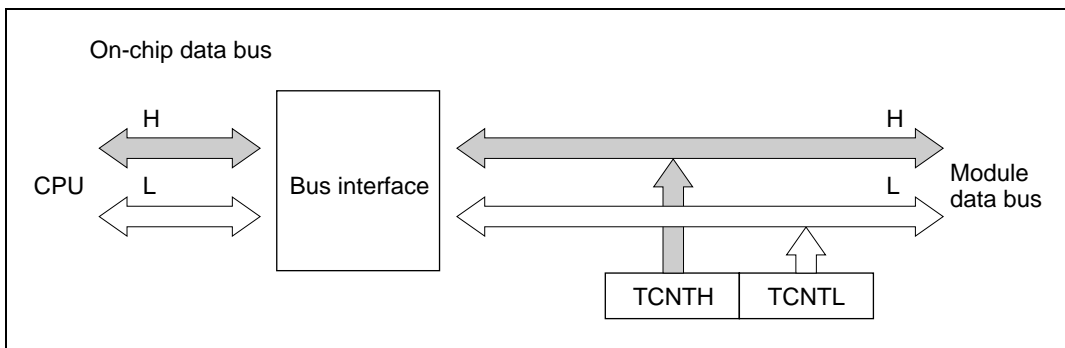 On-chip data bus
H
H
CPU
L
Bus interface
L
Module
data bus
TCNTH
TCNTL